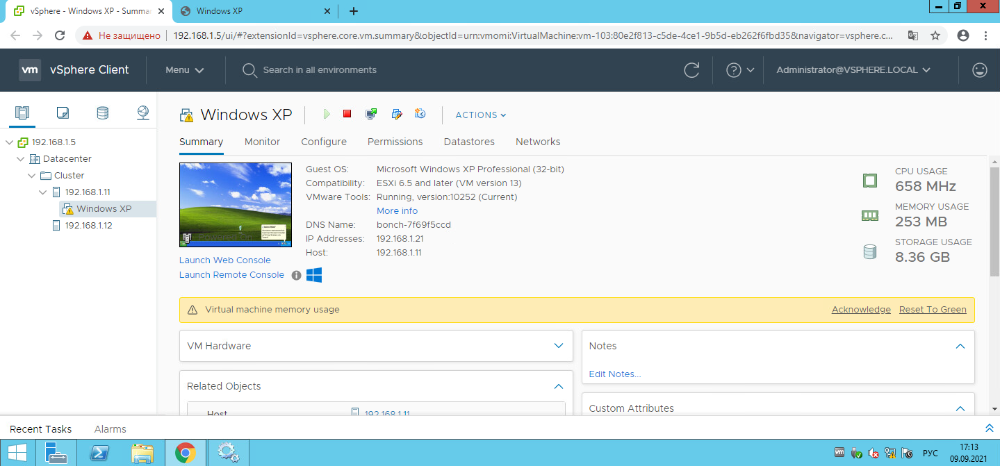 vSphere - Windows XP - Summar
Windows XP
Не защищено
192.168.1.5/ui/#?extensionId=vsphere.core.vm.summary&objectId=urn:vmomi:VirtualMachine:vm-103:80e2f813-c5de-4ce1-9b5d-eb262f6fbd35&navigator=vsphere.c...
vm vSphere Client Menu Search in all environments Administrator@VSPHERE.LOCAL
Windows XP ACTIONS
Summary Monitor Configure Permissions Datastores Networks
192.168.1.5
Datacenter
Cluster
192.168.1.11
Windows XP
192.168.1.12
Powered On
Launch Web Console
Launch Remote Console
Guest OS: Microsoft Windows XP Professional (32-bit)
Compatibility: ESXi 6.5 and later (VM version 13)
VMware Tools: Running, version:10252 (Current)
More info
DNS Name: bonch-7f69f5ccd
IP Addresses: 192.168.1.21
Host: 192.168.1.11
CPU USAGE
658 MHz
MEMORY USAGE
253 MB
STORAGE USAGE
8.36 GB
Virtual machine memory usage Acknowledge Reset To Green
VM Hardware
Related Objects
Host 192.168.1.11
Notes
Edit Notes...
Custom Attributes
Recent Tasks Alarms
РУС
17:13
09.09.2021